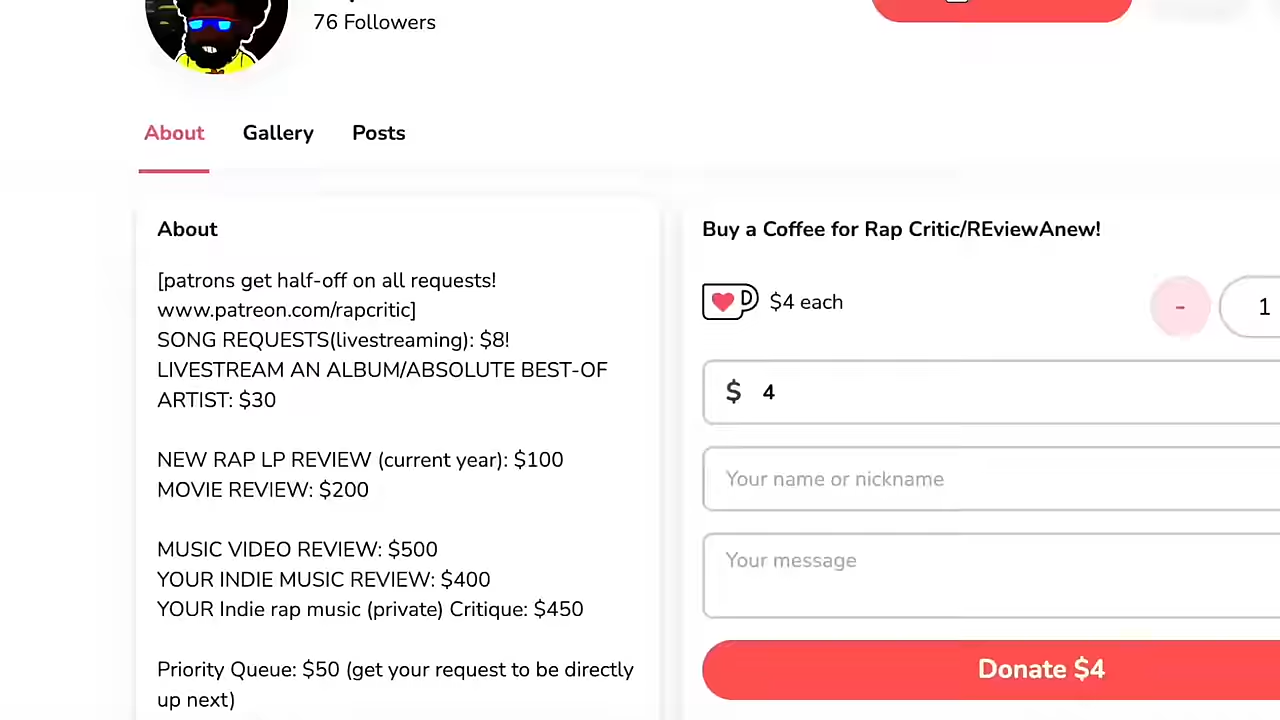 76 Followers
About
Gallery
Posts
About
[patrons get half-off on all requests!
www.patreon.com/rapcritic]
SONG REQUESTS(livestreaming): $8!
LIVESTREAM AN ALBUM/ABSOLUTE BEST-OF
ARTIST: $30
NEW RAP LP REVIEW (current year): $100
MOVIE REVIEW: $200
MUSIC VIDEO REVIEW: $500
YOUR INDIE MUSIC REVIEW: $400
YOUR Indie rap music (private) Critique: $450
Priority Queue: $50 (get your request to be directly
up next)
Buy a Coffee for Rap Critic/REviewAnew!
$4 each
-
1
$ 4
Your name or nickname
Your message
Donate $4